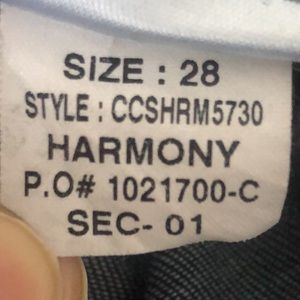 SIZE : 28
STYLE : CCSHRM5730
HARMONY
P.O# 1021700-C
SEC- 01